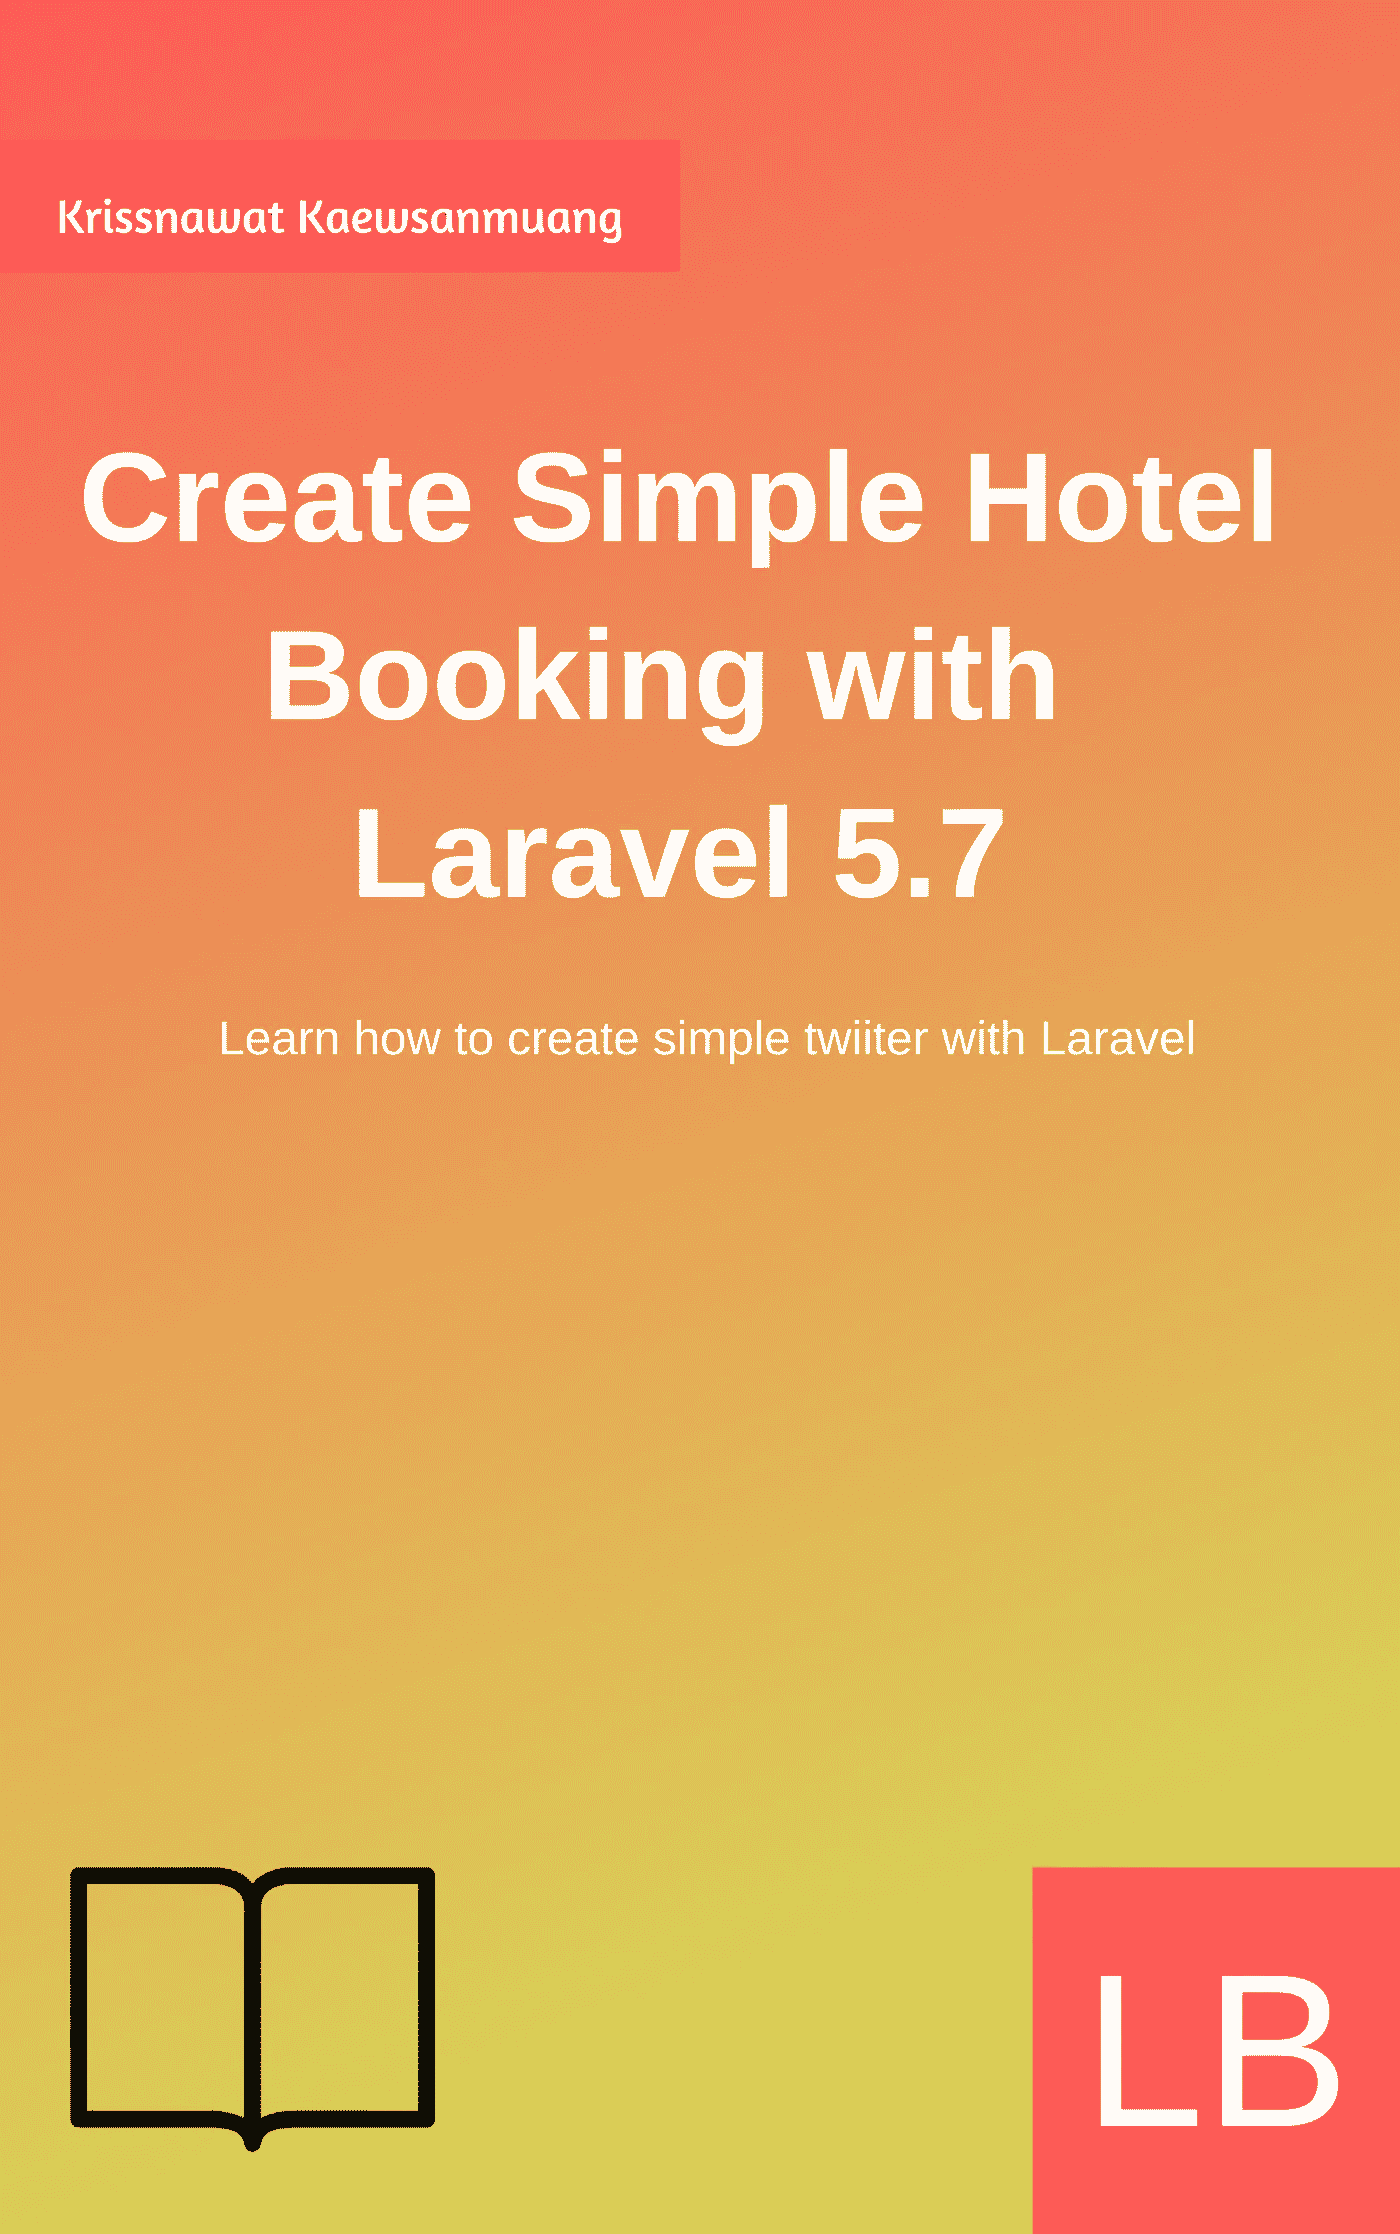 Krissnawat Kaewsanmuang
Create Simple Hotel
Booking with
Laravel 5.7
Learn how to create simple twiiter with Laravel
LB